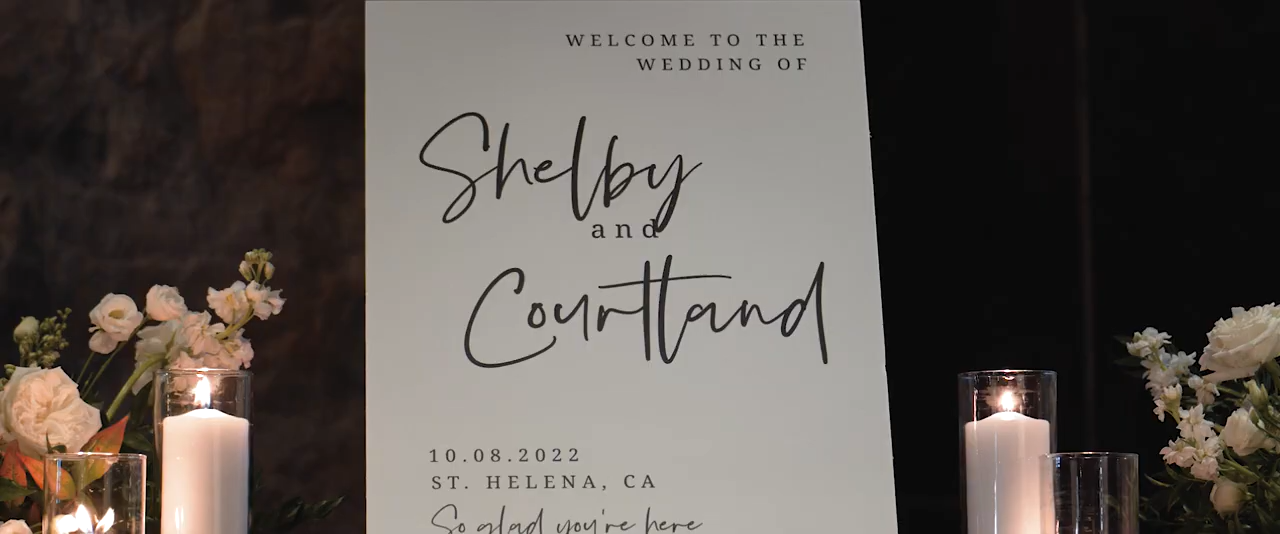 WELCOME TO THE
WEDDING OF
Shelby
and
Courtland
10.08.2022
ST. HELENA, CA
So glad you're here